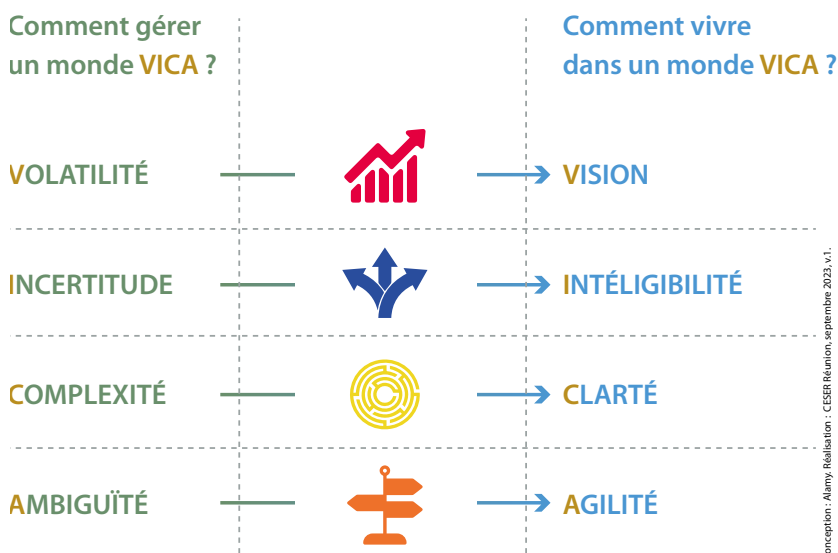 Comment gérer
un monde VICA ?
Comment vivre
dans un monde VICA ?
VOLATILITÉ
VISION
INCERTITUDE
INTÉLIGIBILITÉ
COMPLEXITÉ
CLARTÉ
AMBIGUÏTÉ
AGILITÉ
onception : Alamy. Réalisation : CESER Réunion, septembre 2023, v.1.